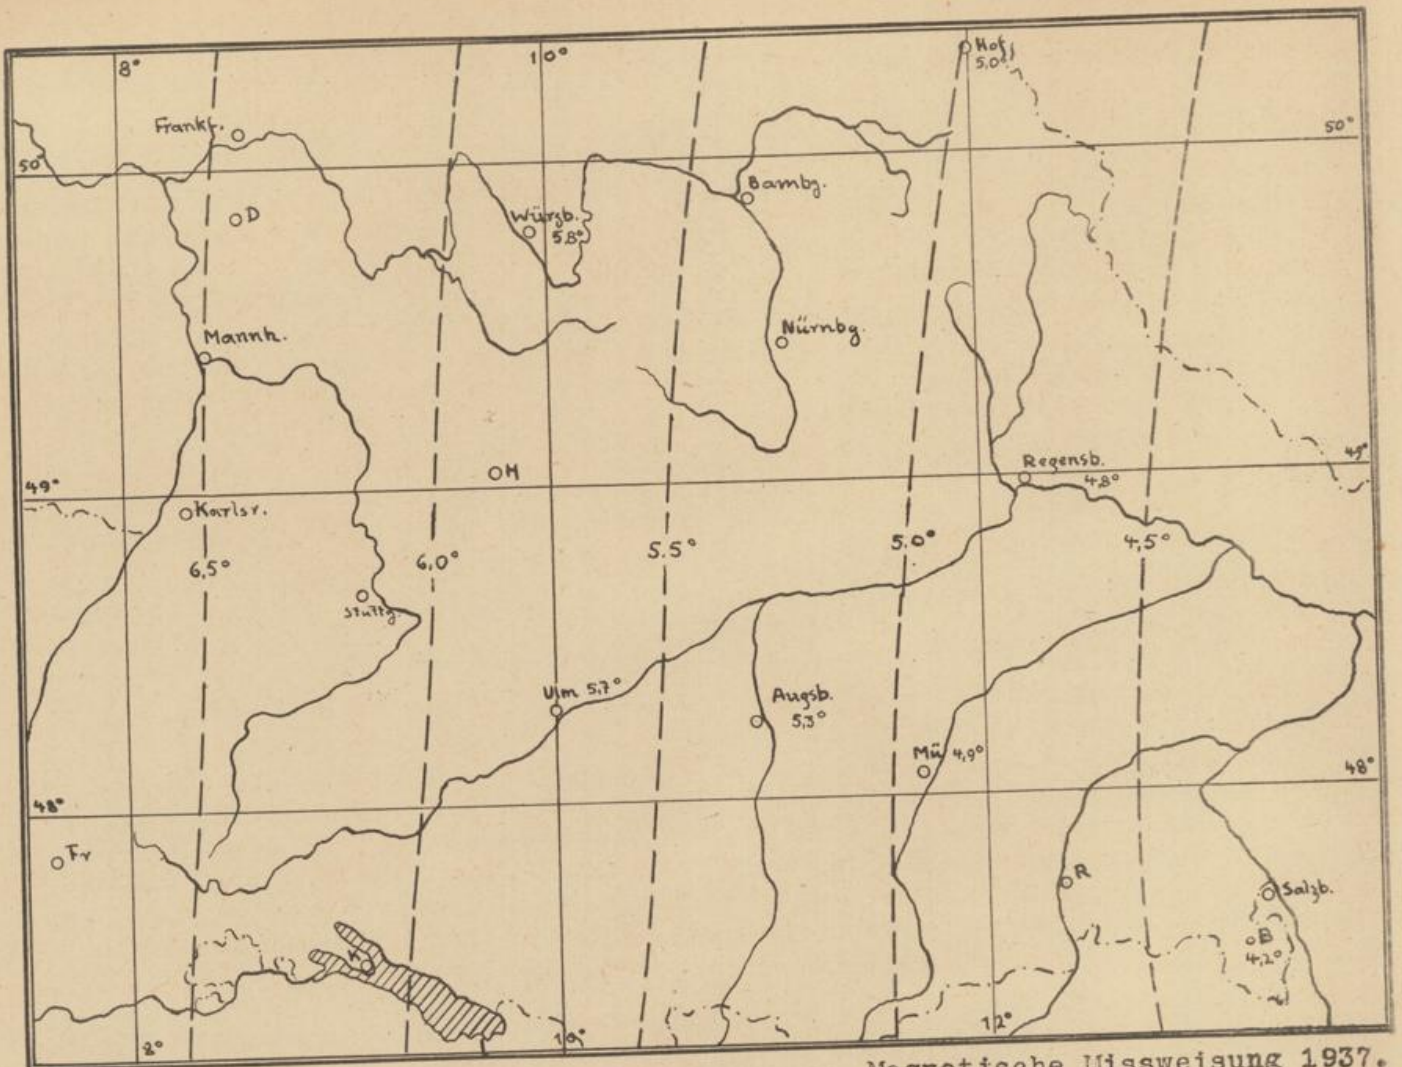 8°
10°
Hof
5,0°
Frankf.
50°
50°
Bambg.
D
Würzb.
5,8°
Nürnbg.
Mannh.
49°
Regensb.
4,8°
H
49°
Karlsr.
5.5°
5.0°
4,5°
6,5°
6,0°
Stuttg.
Ulm 5,7°
Augsb.
5,3°
Mü 4,9°
48°
48°
Fr
R
Salzb.
B
4,2°
K
8°
10°
12°
Magnetische Missweisung 1937.